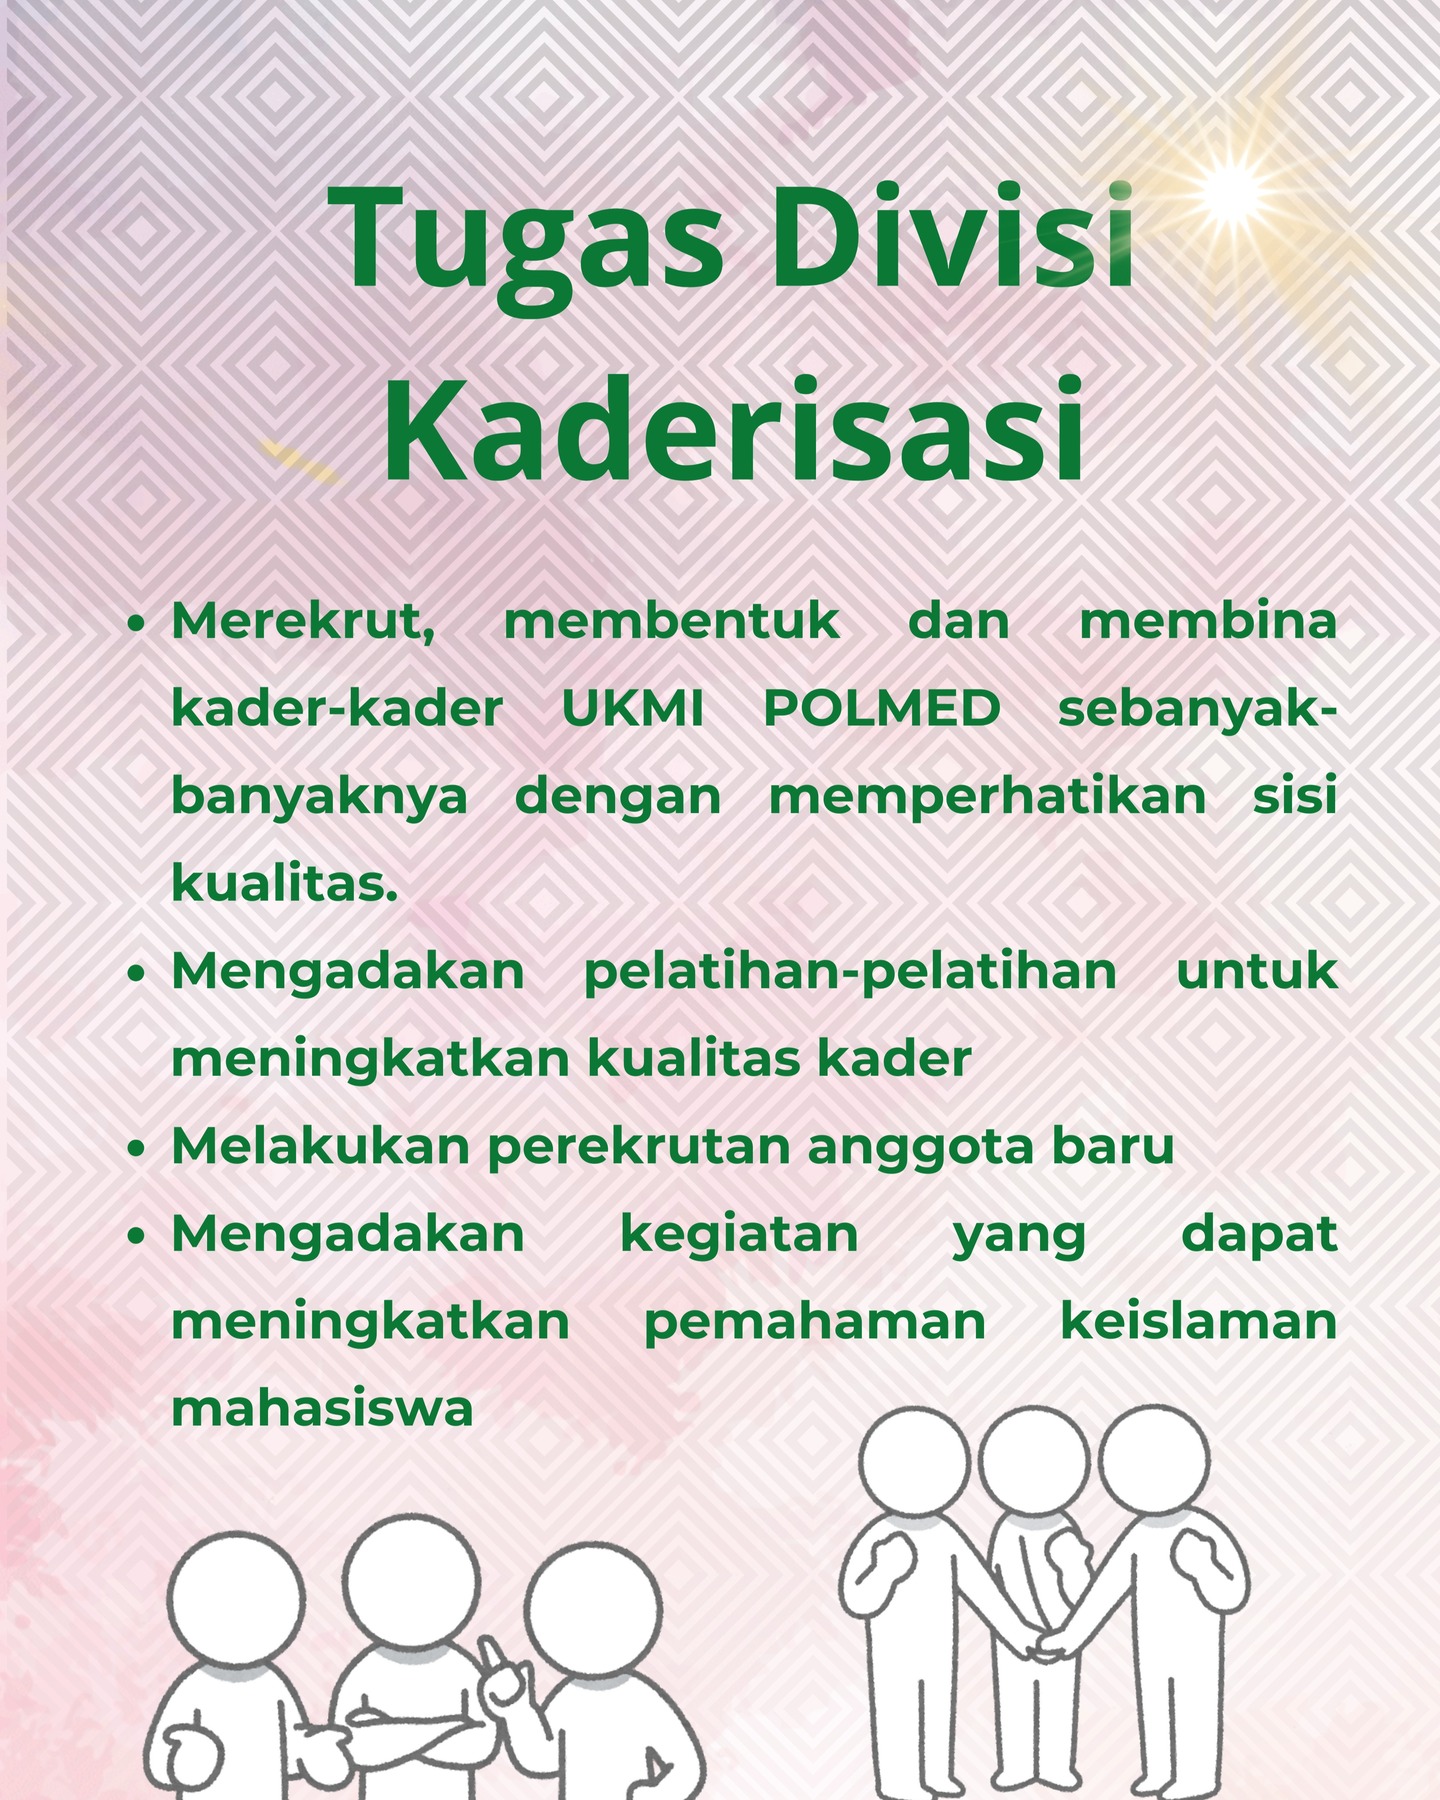 Tugas Divisi
Kaderisasi
• Merekrut, membentuk dan membina
kader-kader UKMI POLMED sebanyak-
banyaknya dengan memperhatikan sisi
kualitas.
• Mengadakan pelatihan-pelatihan untuk
meningkatkan kualitas kader
• Melakukan perekrutan anggota baru
• Mengadakan kegiatan yang dapat
meningkatkan pemahaman keislaman
mahasiswa